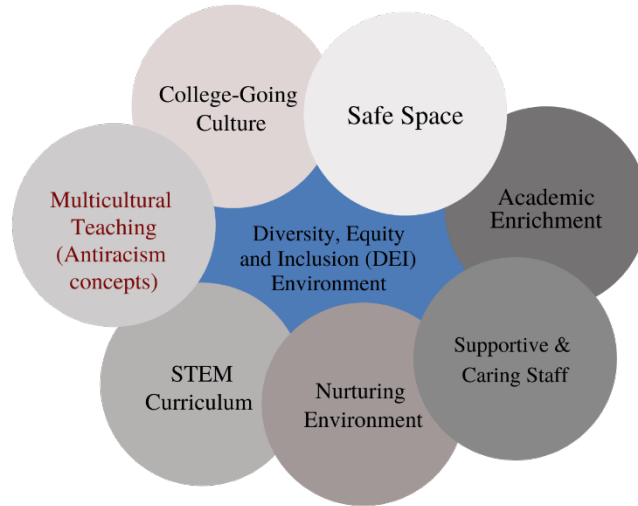 College-Going
Culture
Safe Space
Academic
Enrichment
Multicultural
Teaching
(Antiracism
concepts)
Diversity, Equity
and Inclusion (DEI)
Environment
Supportive &
Caring Staff
STEM
Curriculum
Nurturing
Environment